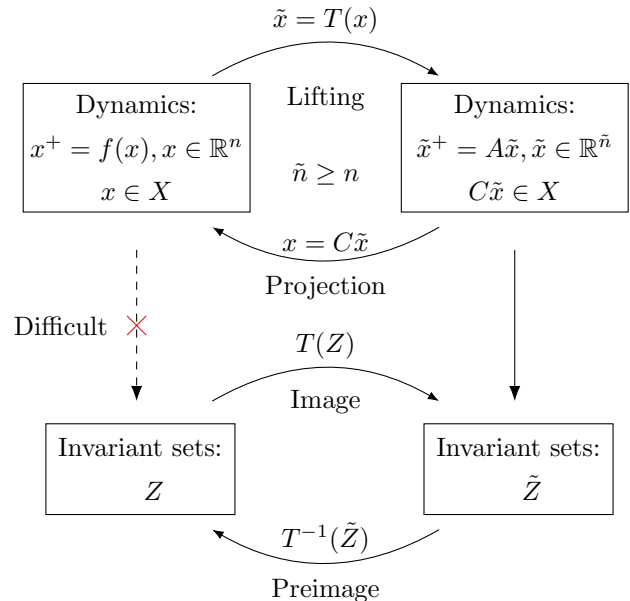 x̃ = T(x)
Dynamics:
x⁺ = f(x), x ∈ ℝⁿ
x ∈ X
Lifting
ñ ≥ n
Dynamics:
x̃⁺ = Ax̃, x̃ ∈ ℝ^ñ
Cx̃ ∈ X
x = Cx̃
Projection
Difficult
T(Z)
Image
Invariant sets:
Z
Invariant sets:
Z̃
T⁻¹(Z̃)
Preimage